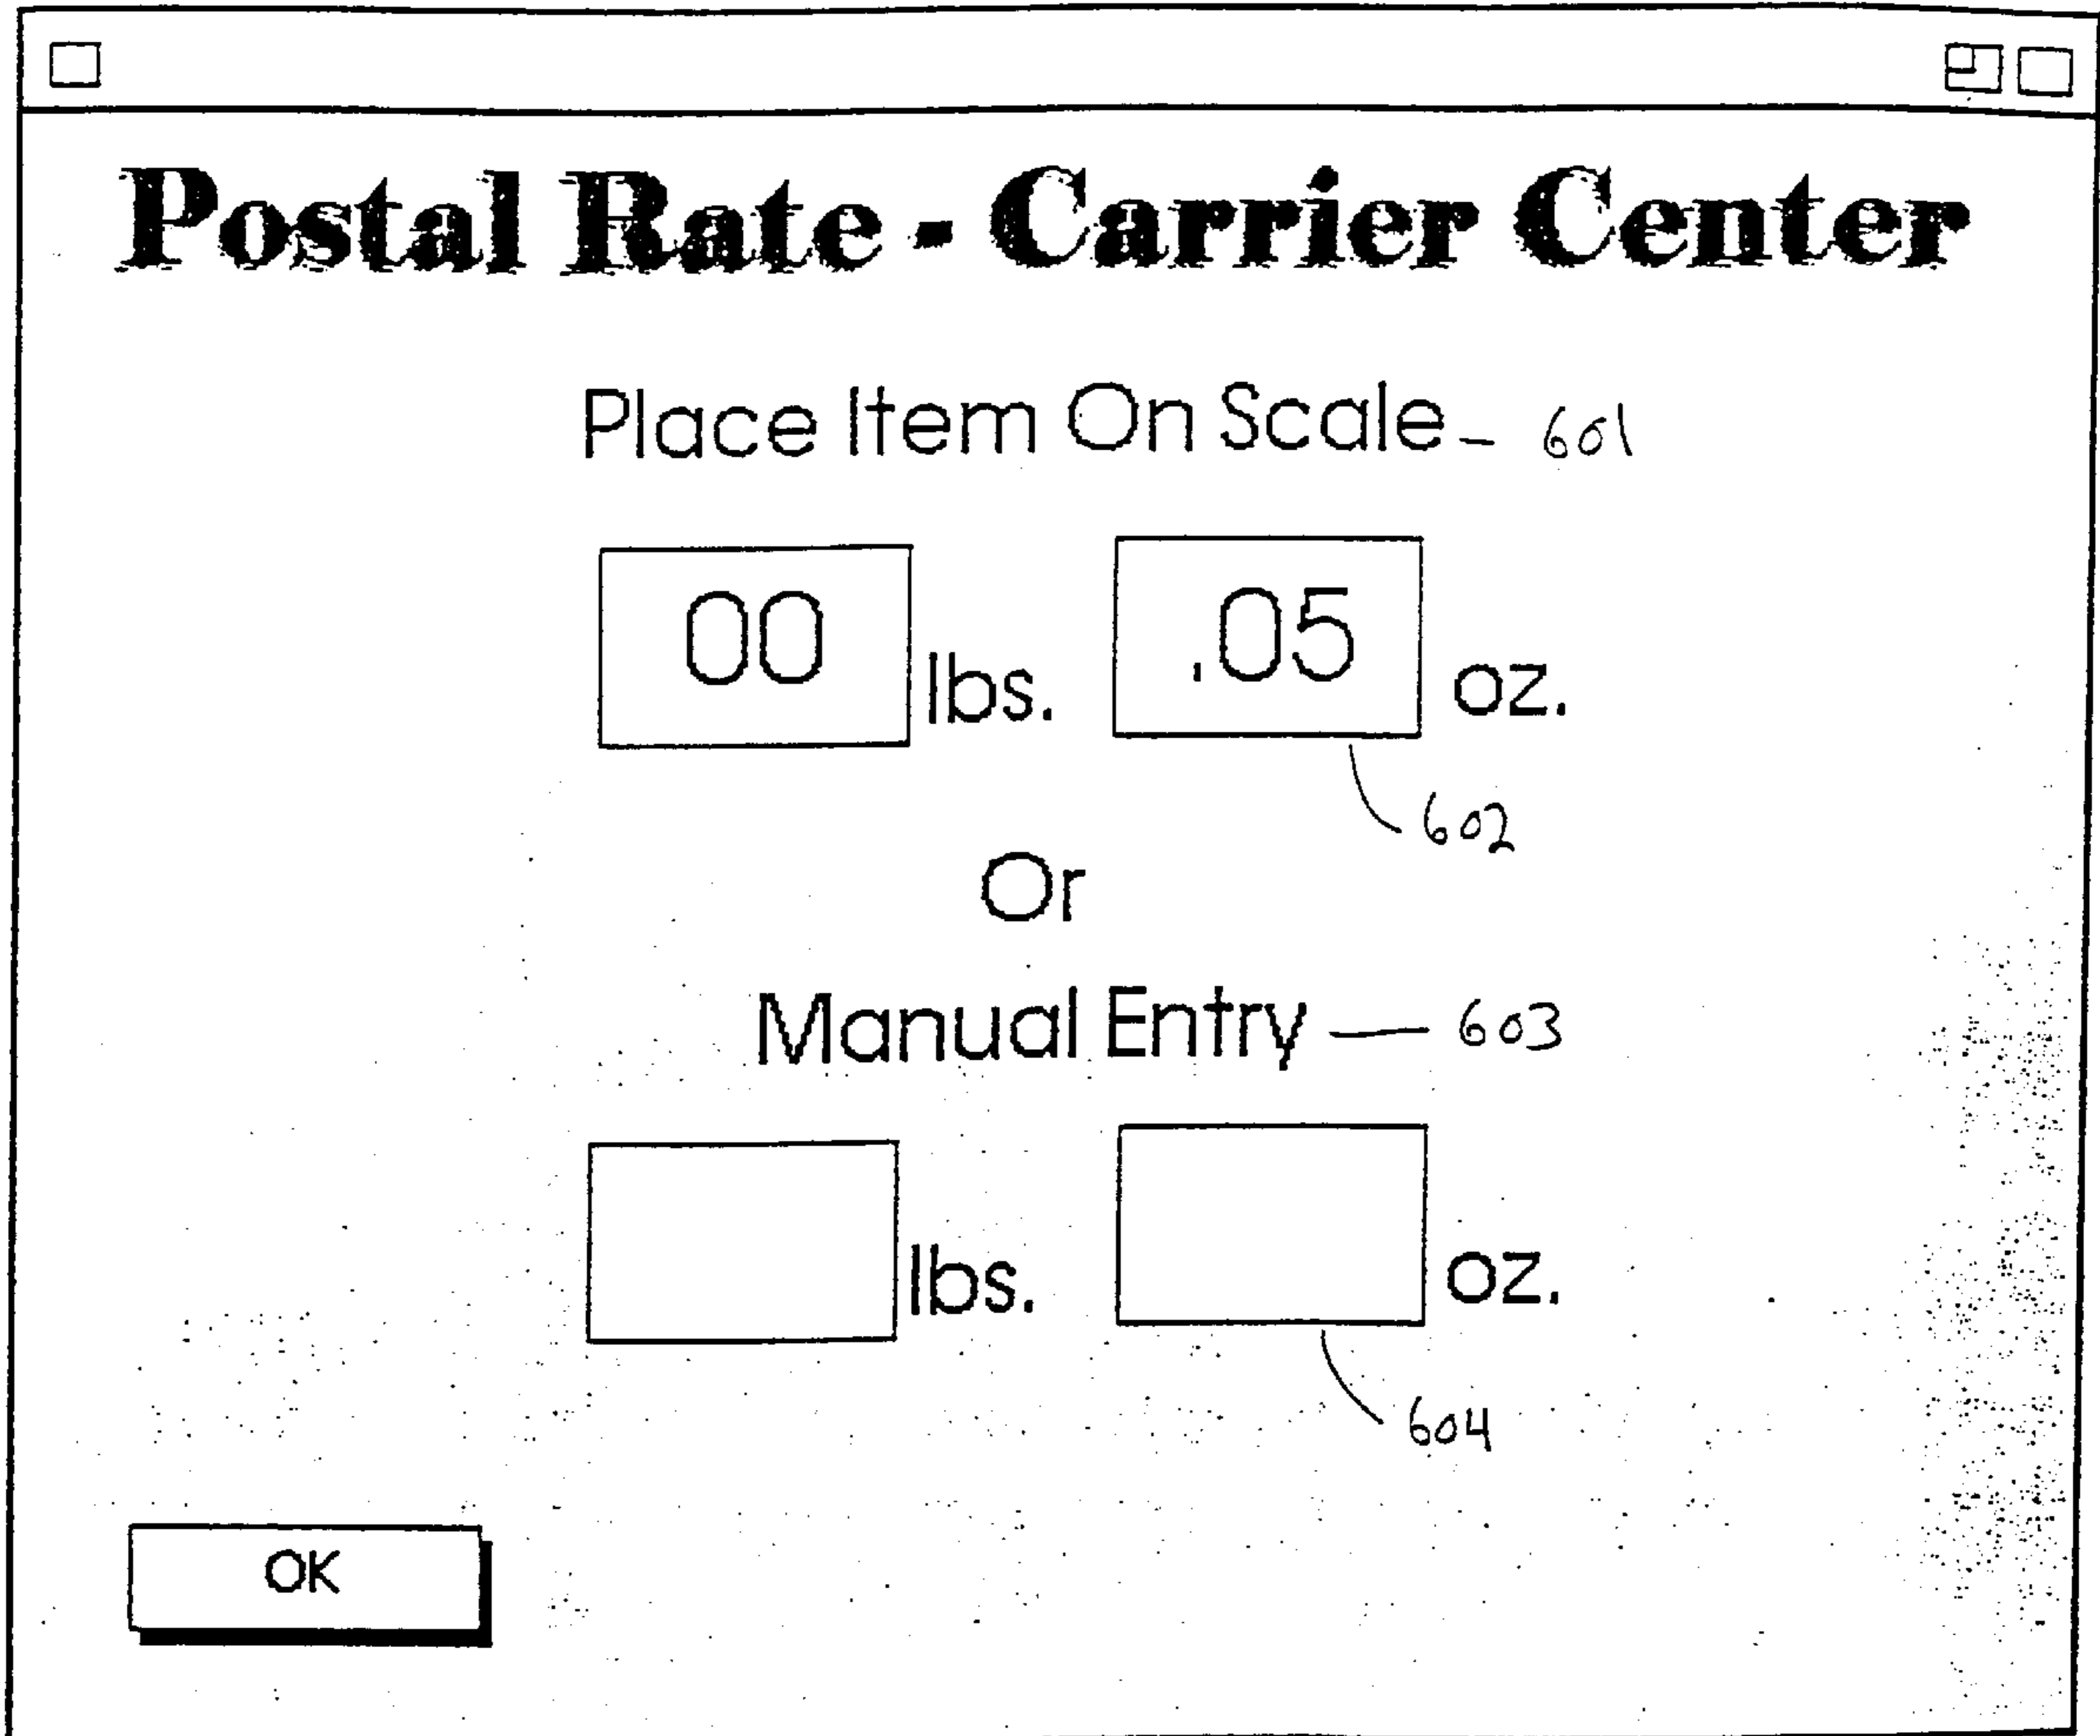 Postal Rate - Carrier Center
Place Item On Scale - 601
00 lbs. .05 oz.
602
Or
Manual Entry — 603
lbs. oz.
604
OK